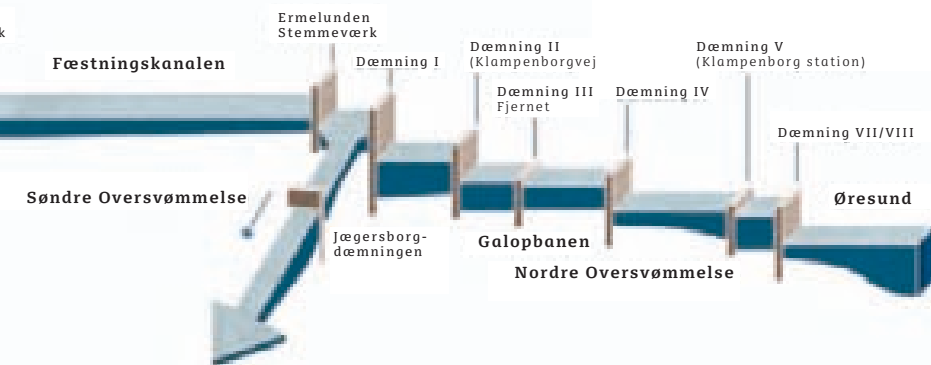 Ermelunden
Stemmeværk
k
Fæstningskanalen
Dæmning I
Dæmning II
(Klampenborgvej
Dæmning III
Fjernet
Dæmning IV
Dæmning V
(Klampenborg station)
Dæmning VII/VIII
Søndre Oversvømmelse
Jægersborg-
dæmningen
Galopbanen
Nordre Oversvømmelse
Øresund